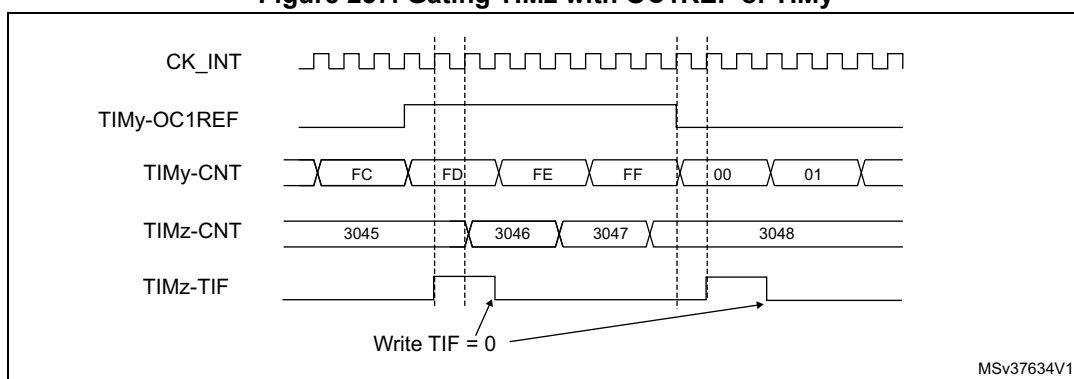 Figure 237. Gating TIMz with OC1REF of TIMy
CK_INT
TIMy-OC1REF
TIMy-CNT FC FD FE FF 00 01
TIMz-CNT 3045 3046 3047 3048
TIMz-TIF
Write TIF = 0
MSv37634V1